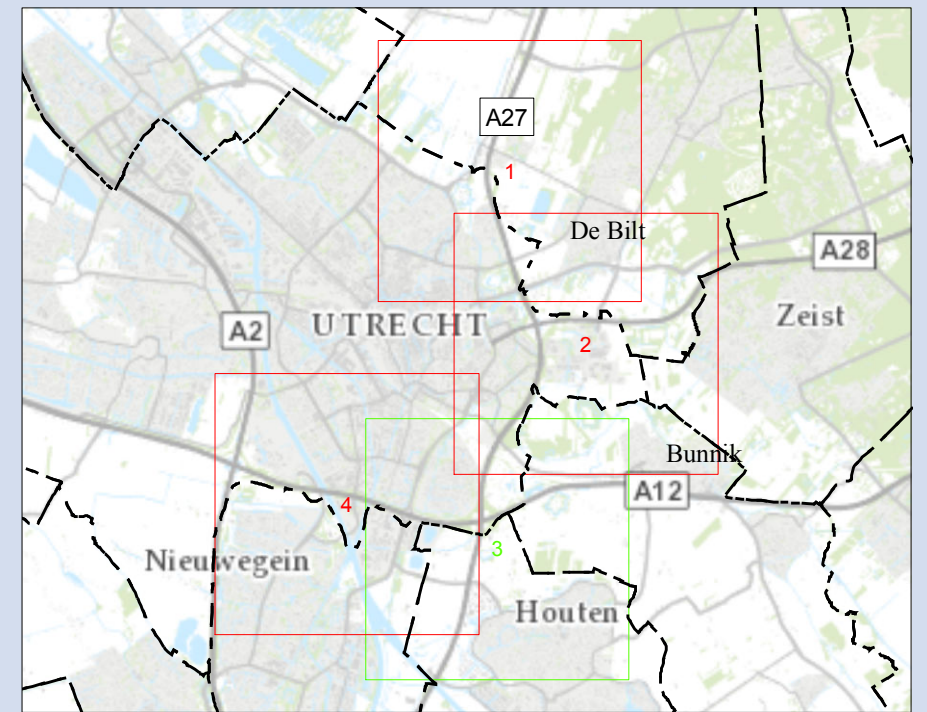 A27
1
De Bilt
A28
UTRECHT
Zeist
A2
2
Bunnik
A12
4
3
Nieuwegein
Houten